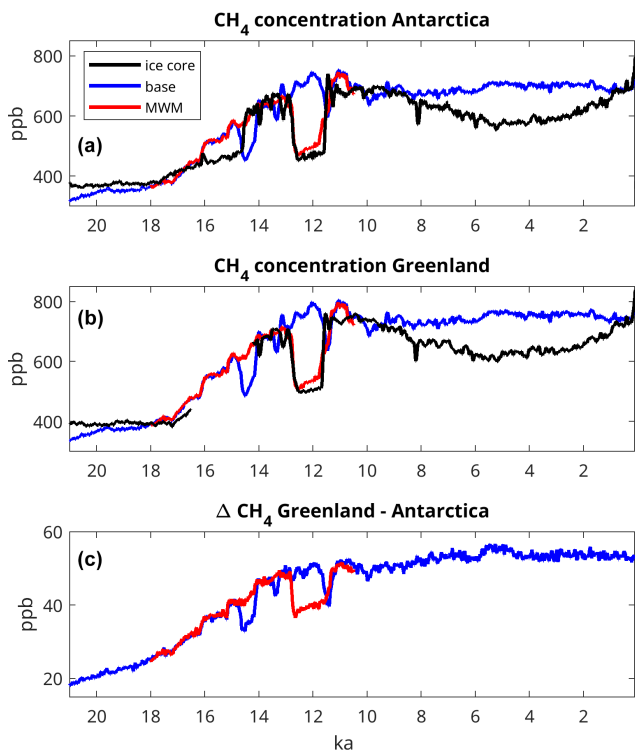 CH4 concentration Antarctica
800
600
400
ppb
ice core
base
MWM
(a)
20 18 16 14 12 10 8 6 4 2
CH4 concentration Greenland
800
600
400
ppb
(b)
20 18 16 14 12 10 8 6 4 2
Δ CH4 Greenland - Antarctica
60
40
20
ppb
(c)
20 18 16 14 12 10 8 6 4 2
ka